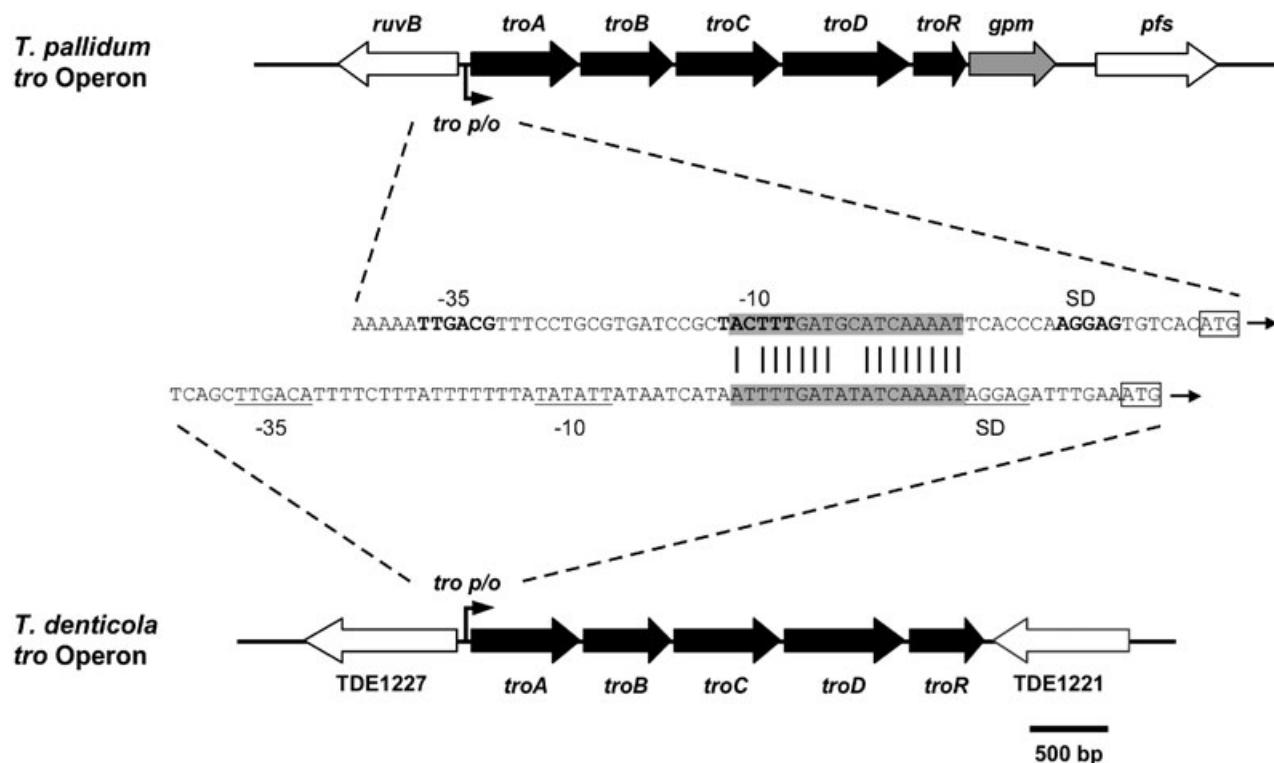 ruvB troA troB troC troD troR gpm pfs
T. pallidum
tro Operon
tro p/o
-35 -10 SD
AAAAATTGACGTTTCCTGCGTGATCCGCTACTTTGATGCATCAAAATTCACCCAAGGAGTGTCACATG
TCAGCTTGACATTTTCTTTATTTTTTTATATATTATAATCATAATTTTGATATATCAAAATAGGAGATTTGAAATG
-35 -10 SD
tro p/o
T. denticola
tro Operon
TDE1227 troA troB troC troD troR TDE1221
500 bp